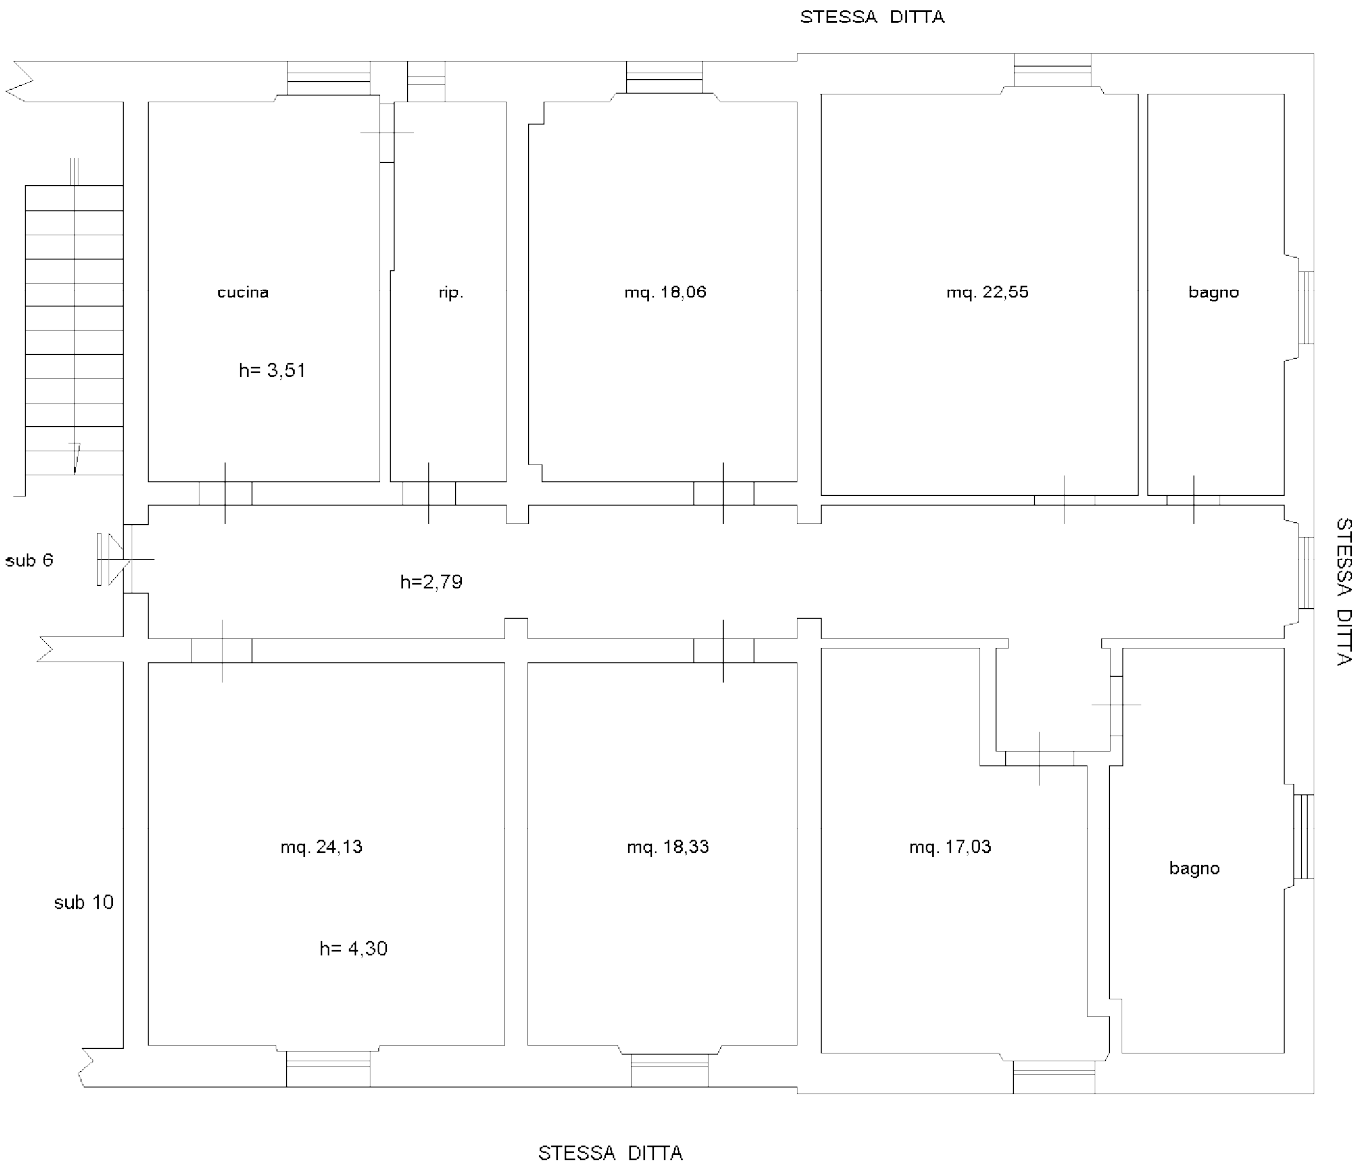 STESSA DITTA
cucina
rip.
mq. 18,06
mq. 22,55
bagno
h= 3,51
sub 6
h=2,79
STESSA DITTA
mq. 24,13
mq. 18,33
mq. 17,03
bagno
sub 10
h= 4,30
STESSA DITTA